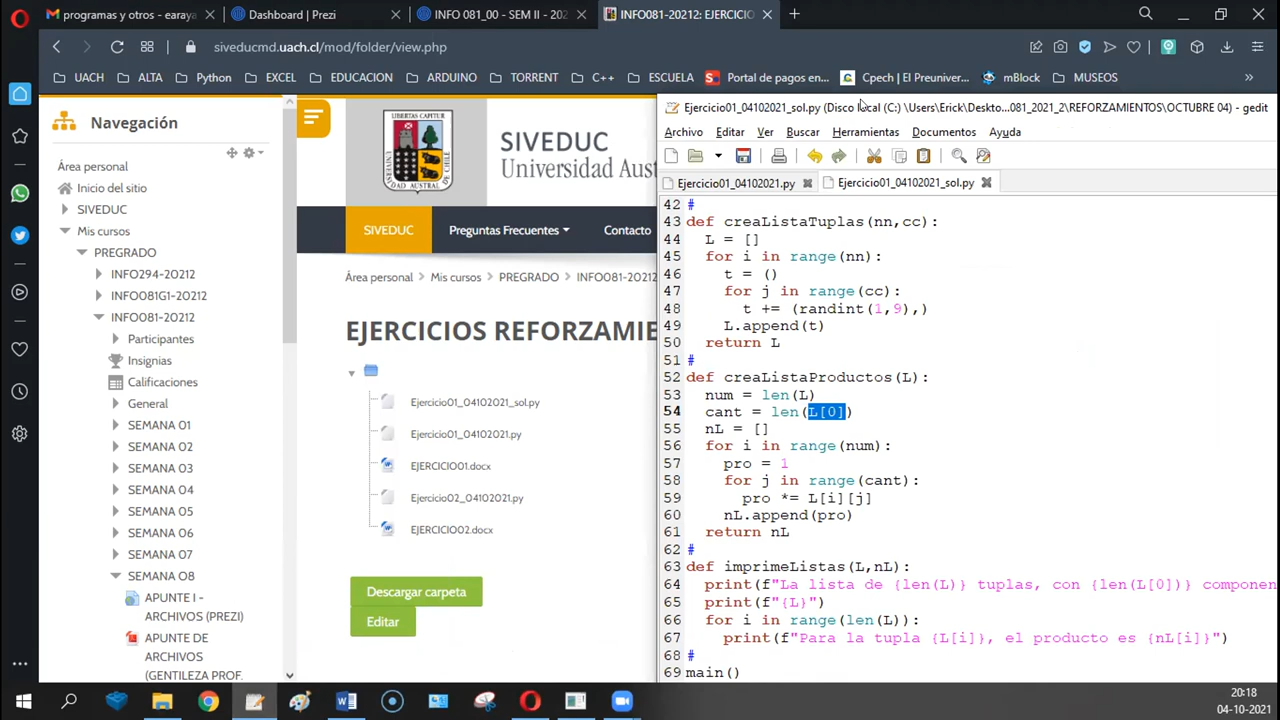 programas y tareas – earaya
Dashboard | Prezi
INFO 081_00 - SEM II - 202
INFO081-20212: EJERCICIO
siveducmd.uach.cl/mod/folder/view.php
UACH ALTA Python EXCEL EDUCACION ARDUINO TORRENT C++ ESCUELA Portal de pagos en... Cpech | El Preuniver... mBlock MUSEOS »
Navegación
Área personal
Inicio del sitio
SIVEDUC
Mis cursos
PREGRADO
INFO294-20212
INFO081G1-20212
INFO081-20212
Participantes
Insignias
Calificaciones
General
SEMANA 01
SEMANA 02
SEMANA 03
SEMANA 04
SEMANA 05
SEMANA 06
SEMANA 07
SEMANA 08
APUNTE I -
ARCHIVOS (PREZI)
APUNTE DE
ARCHIVOS
(GENTILEZA PROF.
LIBERTAS CAPITUR
UNIVERSIDAD AUSTRAL DE CHILE
SIVEDUC
Universidad Aust
SIVEDUC Preguntas Frecuentes Contacto
Área personal > Mis cursos > PREGRADO > INFO081-20212
EJERCICIOS REFORZAMIE
Ejercicio01_04102021_sol.py
Ejercicio01_04102021.py
EJERCICIO01.docx
Ejercicio02_04102021.py
EJERCICIO02.docx
Descargar carpeta
Editar
Ejercicio01_04102021_sol.py (Disco local (C:) \Users\Erick\Deskto...081_2021_2\REFORZAMIENTOS\OCTUBRE 04) - gedit
Archivo Editar Ver Buscar Herramientas Documentos Ayuda
Ejercicio01_04102021.py Ejercicio01_04102021_sol.py
42 #
43 def creaListaTuplas(nn,cc):
44 L = []
45 for i in range(nn):
46 t = ()
47 for j in range(cc):
48 t += (randint(1,9),)
49 L.append(t)
50 return L
51 #
52 def creaListaProductos(L):
53 num = len(L)
54 cant = len(L[0])
55 nL = []
56 for i in range(num):
57 pro = 1
58 for j in range(cant):
59 pro *= L[i][j]
60 nL.append(pro)
61 return nL
62 #
63 def imprimeListas(L,nL):
64 print(f"La lista de {len(L)} tuplas, con {len(L[0])} componen
65 print(f"{L}")
66 for i in range(len(L)):
67 print(f"Para la tupla {L[i]}, el producto es {nL[i]}")
68 #
69 main()
20:18
04-10-2021